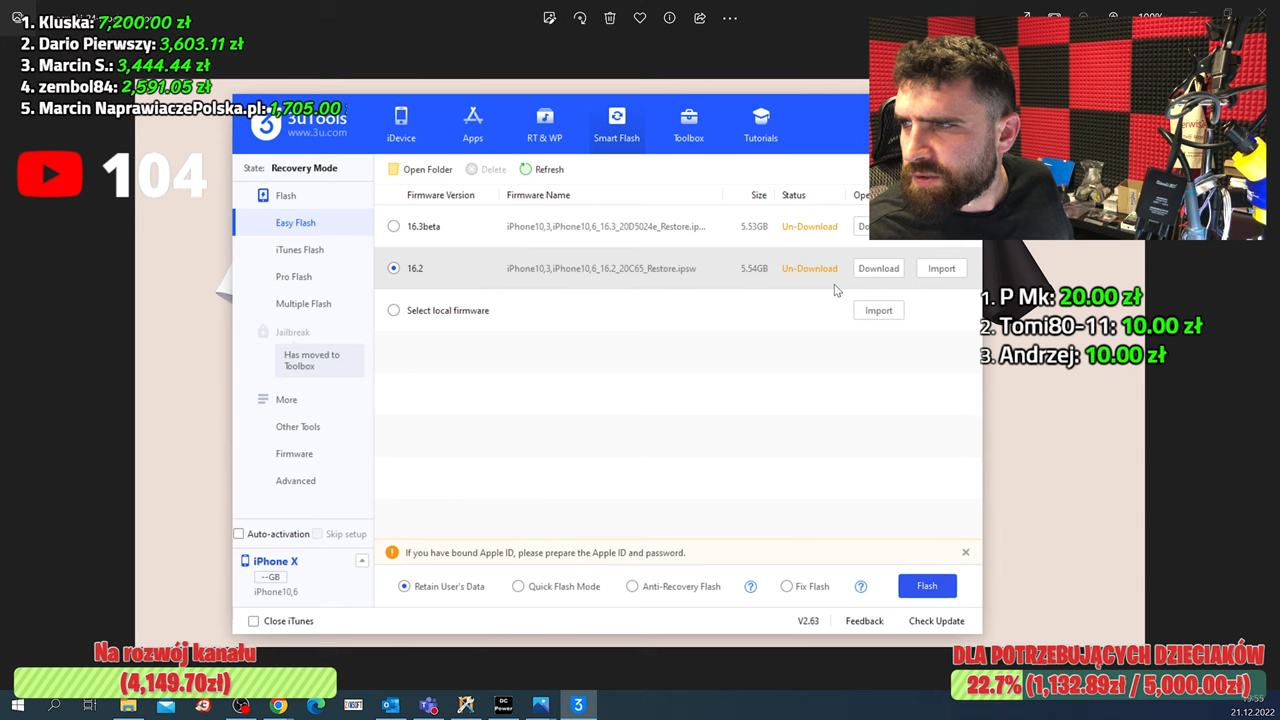 1. Kluska: 7,200.00 zł
2. Dario Pierwszy: 3,603.11 zł
3. Marcin S.: 3,444.44 zł
4. zembol84: 2,591.05 zł
5. Marcin NaprawiaczePolska.pl: 1,705.00
104
100%
3
3uTools
www.3u.com
iDevice
Apps
RT & WP
Smart Flash
Toolbox
Tutorials
State: Recovery Mode
Open Folder
Delete
Refresh
Flash
Easy Flash
iTunes Flash
Pro Flash
Multiple Flash
Jailbreak
Has moved to
Toolbox
More
Other Tools
Firmware
Advanced
Firmware Version Firmware Name Size Status
16.3beta iPhone10,3,iPhone10,6_16.3_20D5024e_Restore.ip... 5.53GB Un-Download
16.2 iPhone10,3,iPhone10,6_16.2_20C65_Restore.ipsw 5.54GB Un-Download Download Import
Select local firmware Import
1. P Mk: 20.00 zł
2. Tomi80-11: 10.00 zł
3. Andrzej: 10.00 zł
Auto-activation Skip setup
iPhone X
--GB
iPhone10,6
If you have bound Apple ID, please prepare the Apple ID and password.
Retain User's Data Quick Flash Mode Anti-Recovery Flash ? Fix Flash ? Flash
Close iTunes V2.63 Feedback Check Update
Na rozwój kanału
(4,149.70zł)
DLA POTRZEBUJĄCYCH DZIECIAKÓW
22.7% (1,132.89zł / 5,000.00zł)
DC
Power
3
21.12.2022